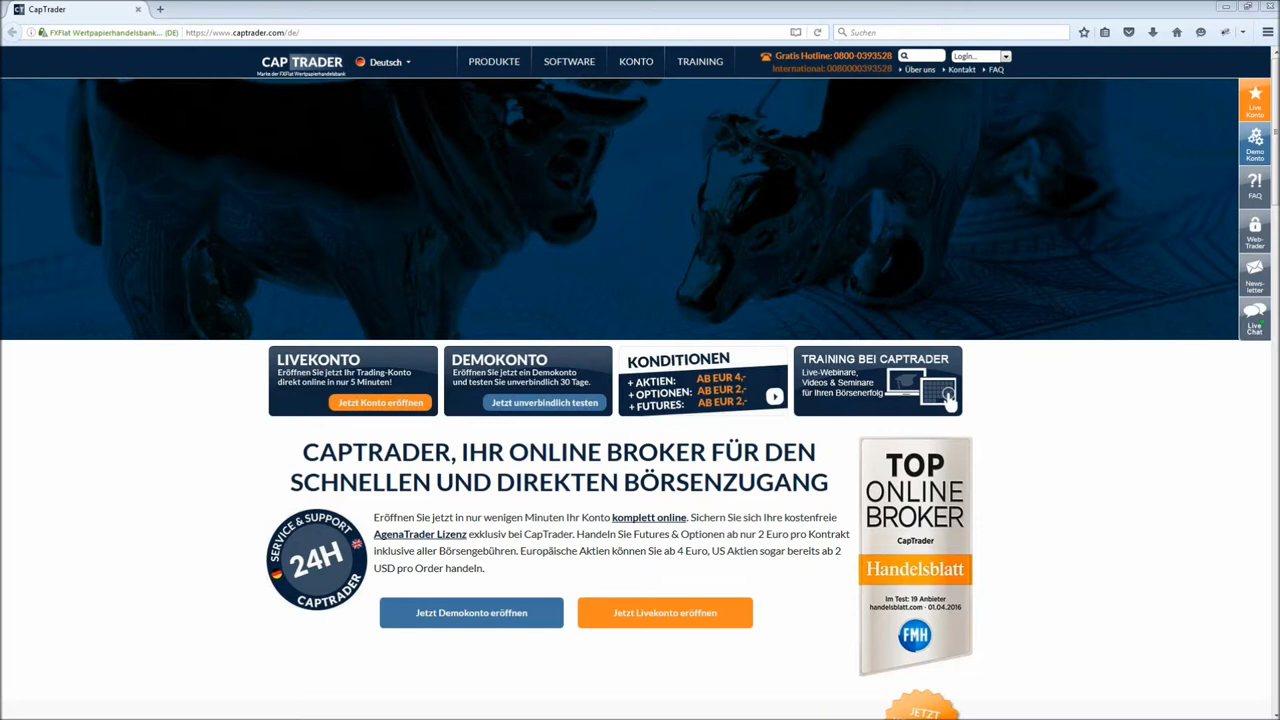 CapTrader
FXFlat Wertpapierhandelsbank... (DE)
https://www.captrader.com/de/
Suchen
CAPTRADER
Marke der FXFlat Wertpapierhandelsbank
Deutsch
PRODUKTE
SOFTWARE
KONTO
TRAINING
Gratis Hotline: 0800-0393528
International: 0080000393528
Login...
Über uns
Kontakt
FAQ
Live
Konto
Demo
Konto
?!
FAQ
Web-
Trader
News-
letter
Live
Chat
LIVEKONTO
Eröffnen Sie jetzt Ihr Trading-Konto
direkt online in nur 5 Minuten!
Jetzt Konto eröffnen
DEMOKONTO
Eröffnen Sie jetzt ein Demokonto
und testen Sie unverbindlich 30 Tage.
Jetzt unverbindlich testen
KONDITIONEN
+ AKTIEN: AB EUR 4,-
+ OPTIONEN: AB EUR 2,-
+ FUTURES: AB EUR 2,-
TRAINING BEI CAPTRADER
Live-Webinare,
Videos & Seminare
für Ihren Börsenerfolg
CAPTRADER, IHR ONLINE BROKER FÜR DEN
SCHNELLEN UND DIREKTEN BÖRSENZUGANG
SERVICE & SUPPORT
24H
CAPTRADER
Eröffnen Sie jetzt in nur wenigen Minuten Ihr Konto komplett online. Sichern Sie sich Ihre kostenfreie
AgenaTrader Lizenz exklusiv bei CapTrader. Handeln Sie Futures & Optionen ab nur 2 Euro pro Kontrakt
inklusive aller Börsengebühren. Europäische Aktien können Sie ab 4 Euro, US Aktien sogar bereits ab 2
USD pro Order handeln.
Jetzt Demokonto eröffnen
Jetzt Livekonto eröffnen
TOP
ONLINE
BROKER
CapTrader
Handelsblatt
Im Test: 19 Anbieter
handelsblatt.com · 01.04.2016
FMH
JETZT